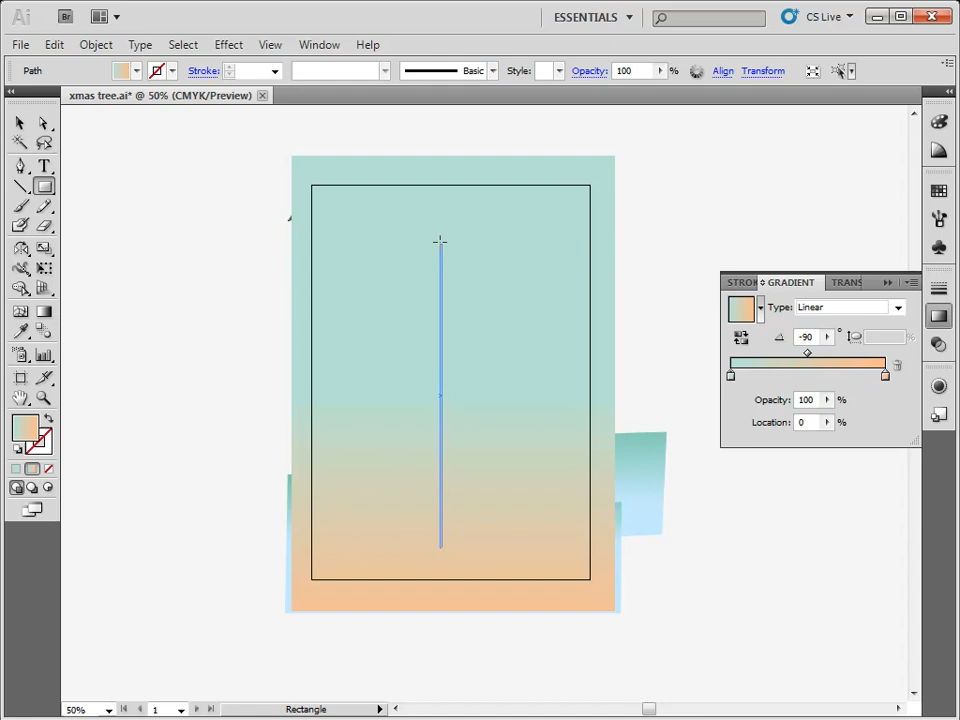 Ai Br ESSENTIALS CS Live
File Edit Object Type Select Effect View Window Help
Path Stroke: Basic Style: Opacity: 100 % Align Transform
xmas tree.ai* @ 50% (CMYK/Preview)
T
STROK GRADIENT TRANS
Type: Linear
-90 ° %
Opacity: 100 %
Location: 0 %
50% 1 Rectangle